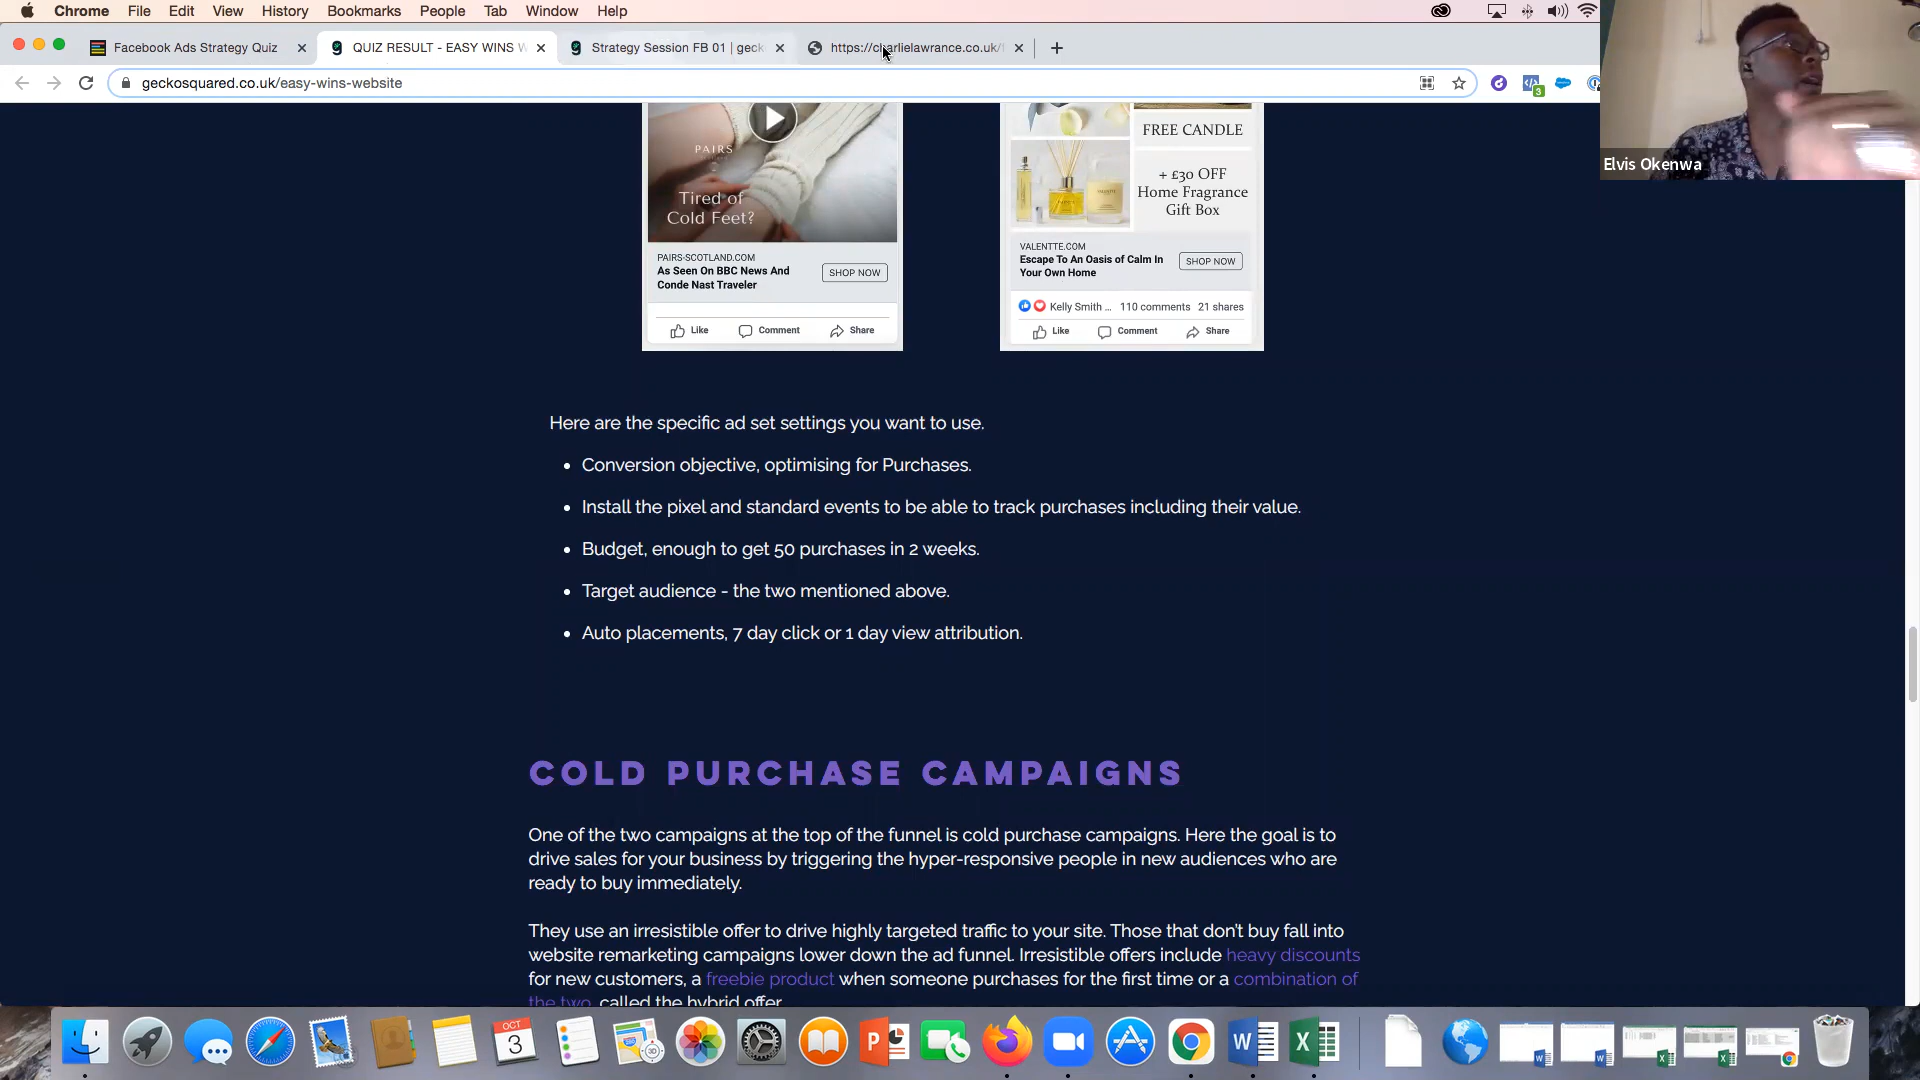 Chrome File Edit View History Bookmarks People Tab Window Help
Facebook Ads Strategy Quiz
QUIZ RESULT - EASY WINS W
Strategy Session FB 01 | geck
https://charlielawrance.co.uk/
geckosquared.co.uk/easy-wins-website
3
Elvis Okenwa
PAIRS
Tired of
Cold Feet?
PAIRS-SCOTLAND.COM
As Seen On BBC News And
Conde Nast Traveler
SHOP NOW
Like Comment Share
FREE CANDLE
+ £30 OFF
Home Fragrance
Gift Box
VALENTTE.COM
Escape To An Oasis of Calm In
Your Own Home
SHOP NOW
Kelly Smith ... 110 comments 21 shares
Like Comment Share
Here are the specific ad set settings you want to use.
• Conversion objective, optimising for Purchases.
• Install the pixel and standard events to be able to track purchases including their value.
• Budget, enough to get 50 purchases in 2 weeks.
• Target audience - the two mentioned above.
• Auto placements, 7 day click or 1 day view attribution.
COLD PURCHASE CAMPAIGNS
One of the two campaigns at the top of the funnel is cold purchase campaigns. Here the goal is to
drive sales for your business by triggering the hyper-responsive people in new audiences who are
ready to buy immediately.
They use an irresistible offer to drive highly targeted traffic to your site. Those that don't buy fall into
website remarketing campaigns lower down the ad funnel. Irresistible offers include heavy discounts
for new customers, a freebie product when someone purchases for the first time or a combination of
the two, called the hybrid offer.
OCT
3